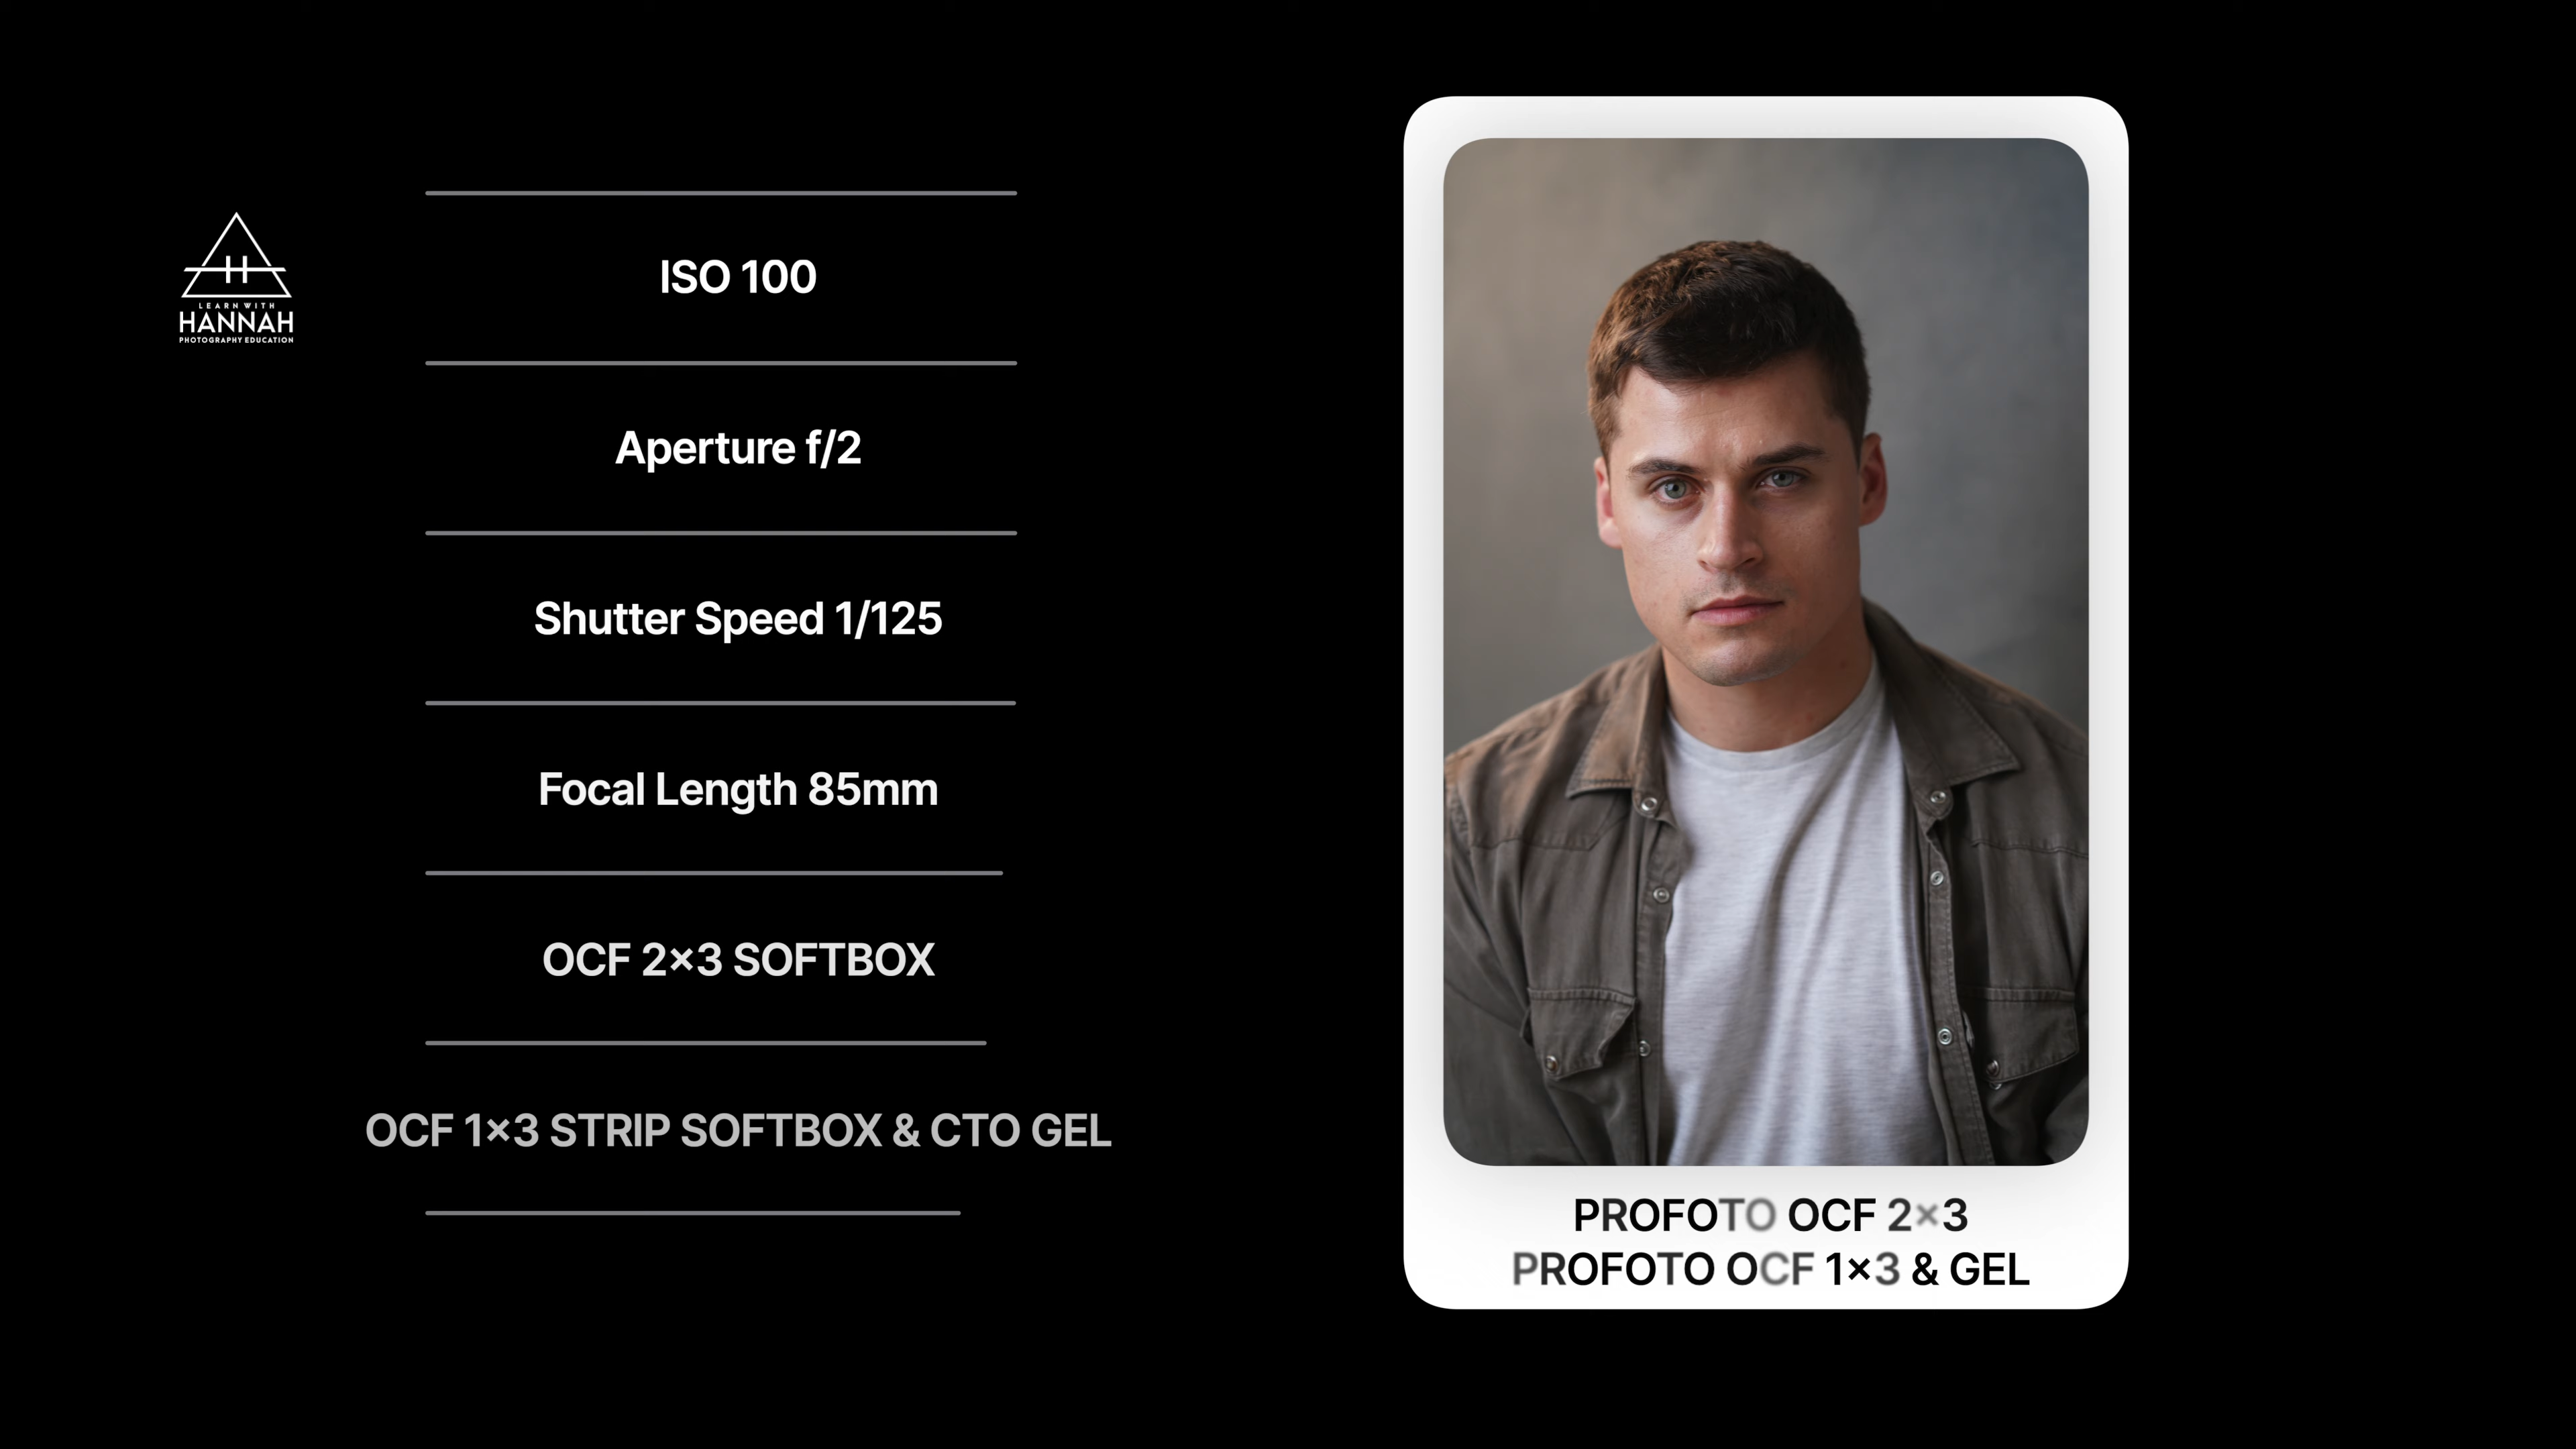 LEARN WITH
HANNAH
PHOTOGRAPHY EDUCATION
ISO 100
Aperture f/2
Shutter Speed 1/125
Focal Length 85mm
OCF 2×3 SOFTBOX
OCF 1×3 STRIP SOFTBOX & CTO GEL
PROFOTO OCF 2×3
PROFOTO OCF 1×3 & GEL